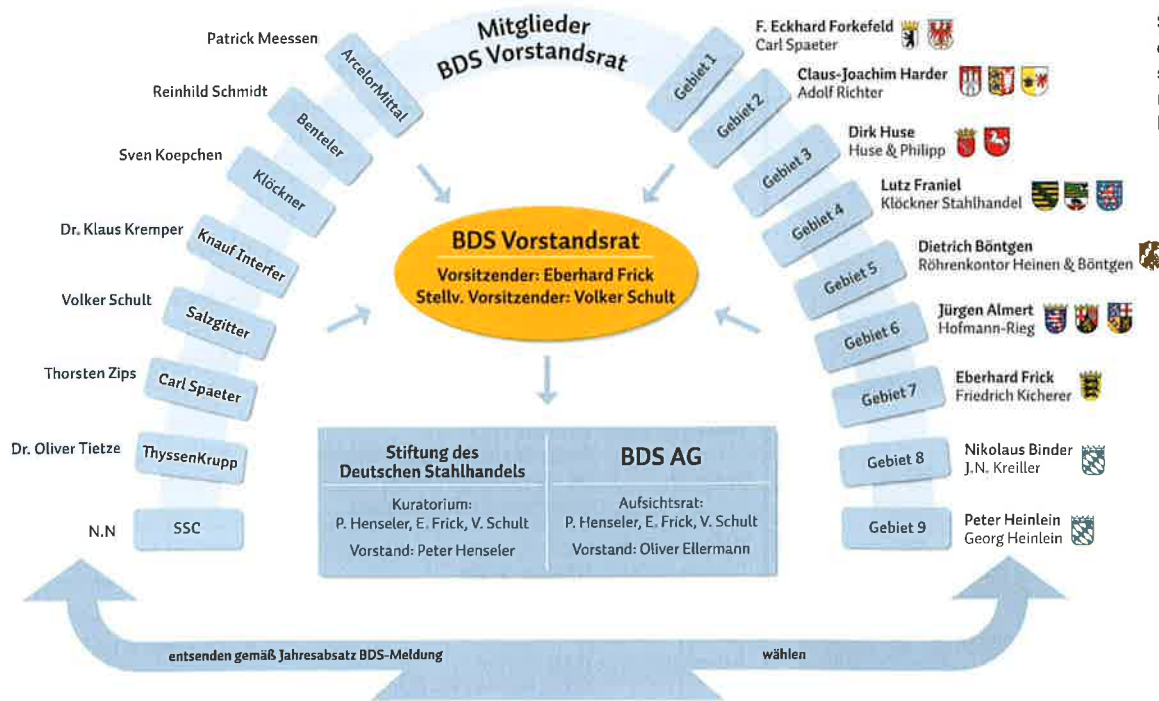 Mitglieder
BDS Vorstandsrat
Patrick Meessen
ArcelorMittal
Reinhild Schmidt
Benteler
Sven Koepchen
Klöckner
Dr. Klaus Kremper
Knauf Interfer
Volker Schult
Salzgitter
Thorsten Zips
Carl Spaeter
Dr. Oliver Tietze
ThyssenKrupp
N.N
SSC
Gebiet 1
F. Eckhard Forkefeld
Carl Spaeter
Gebiet 2
Claus-Joachim Harder
Adolf Richter
Gebiet 3
Dirk Huse
Huse & Philipp
Gebiet 4
Lutz Franiel
Klöckner Stahlhandel
Gebiet 5
Dietrich Böntgen
Röhrenkontor Heinen & Böntgen
Gebiet 6
Jürgen Almert
Hofmann-Rieg
Gebiet 7
Eberhard Frick
Friedrich Kicherer
Gebiet 8
Nikolaus Binder
J.N. Kreiller
Gebiet 9
Peter Heinlein
Georg Heinlein
BDS Vorstandsrat
Vorsitzender: Eberhard Frick
Stellv. Vorsitzender: Volker Schult
Stiftung des
Deutschen Stahlhandels
Kuratorium:
P. Henseler, E. Frick, V. Schult
Vorstand: Peter Henseler
BDS AG
Aufsichtsrat:
P. Henseler, E. Frick, V. Schult
Vorstand: Oliver Ellermann
entsenden gemäß Jahresabsatz BDS-Meldung
wählen